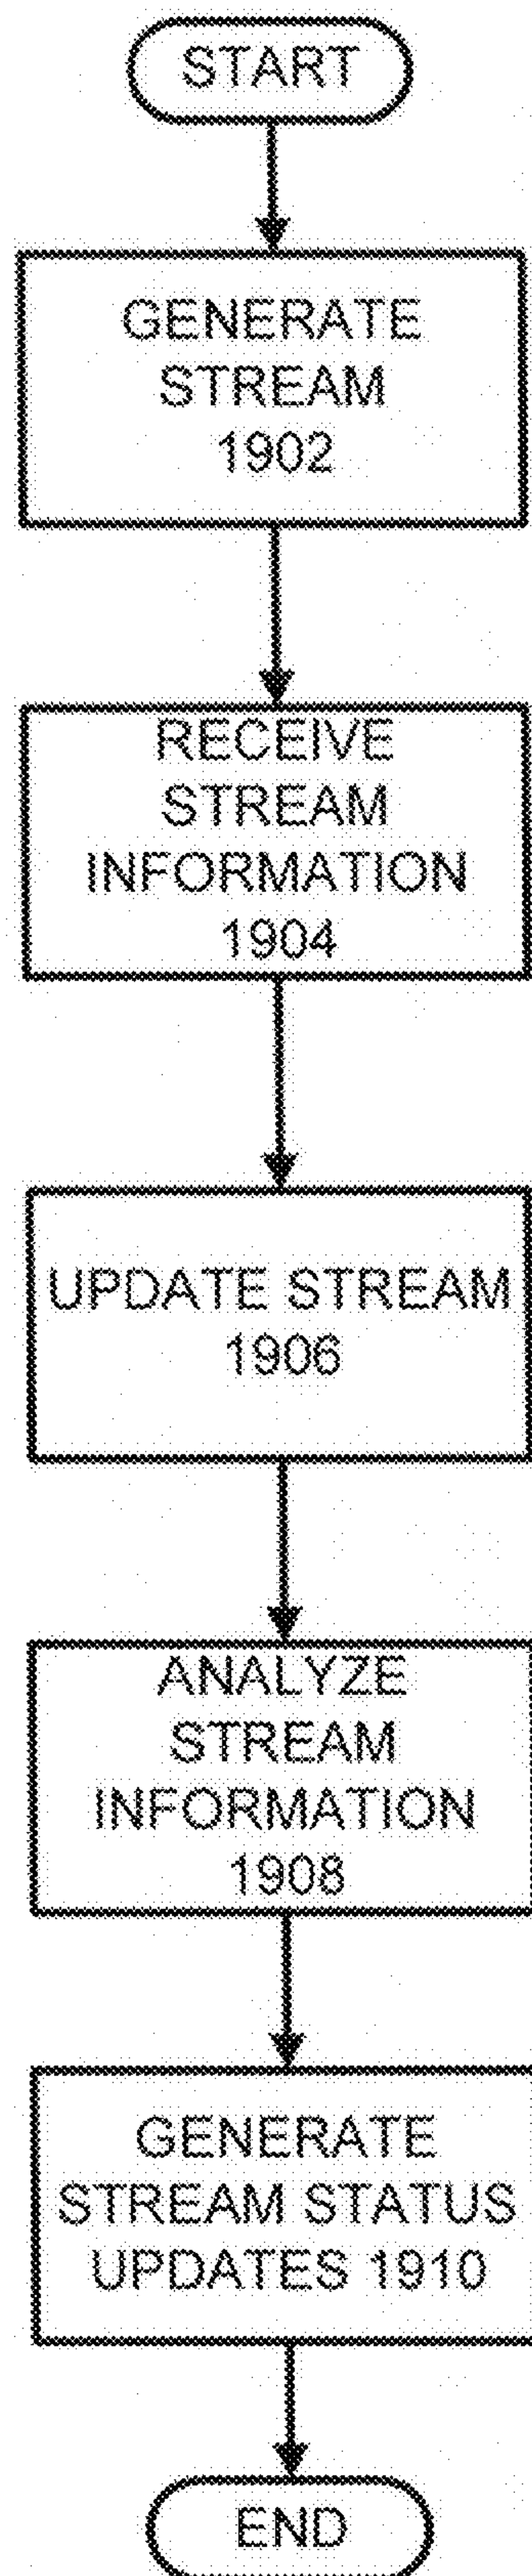 START
GENERATE
STREAM
1902
RECEIVE
STREAM
INFORMATION
1904
UPDATE STREAM
1906
ANALYZE
STREAM
INFORMATION
1908
GENERATE
STREAM STATUS
UPDATES 1910
END